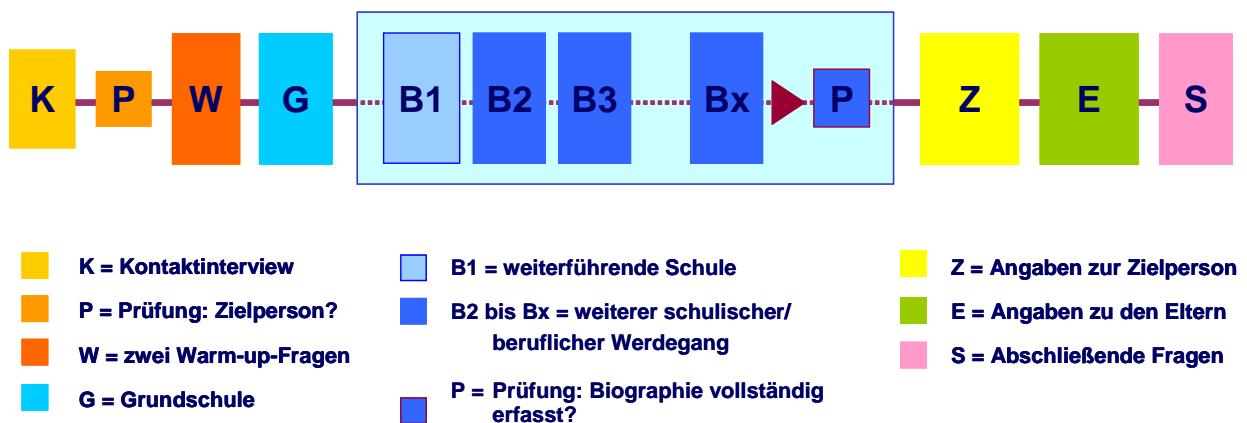 K P W G B1 B2 B3 Bx P Z E S
K = Kontaktinterview
P = Prüfung: Zielperson?
W = zwei Warm-up-Fragen
G = Grundschule
B1 = weiterführende Schule
B2 bis Bx = weiterer schulischer/
beruflicher Werdegang
P = Prüfung: Biographie vollständig
erfasst?
Z = Angaben zur Zielperson
E = Angaben zu den Eltern
S = Abschließende Fragen